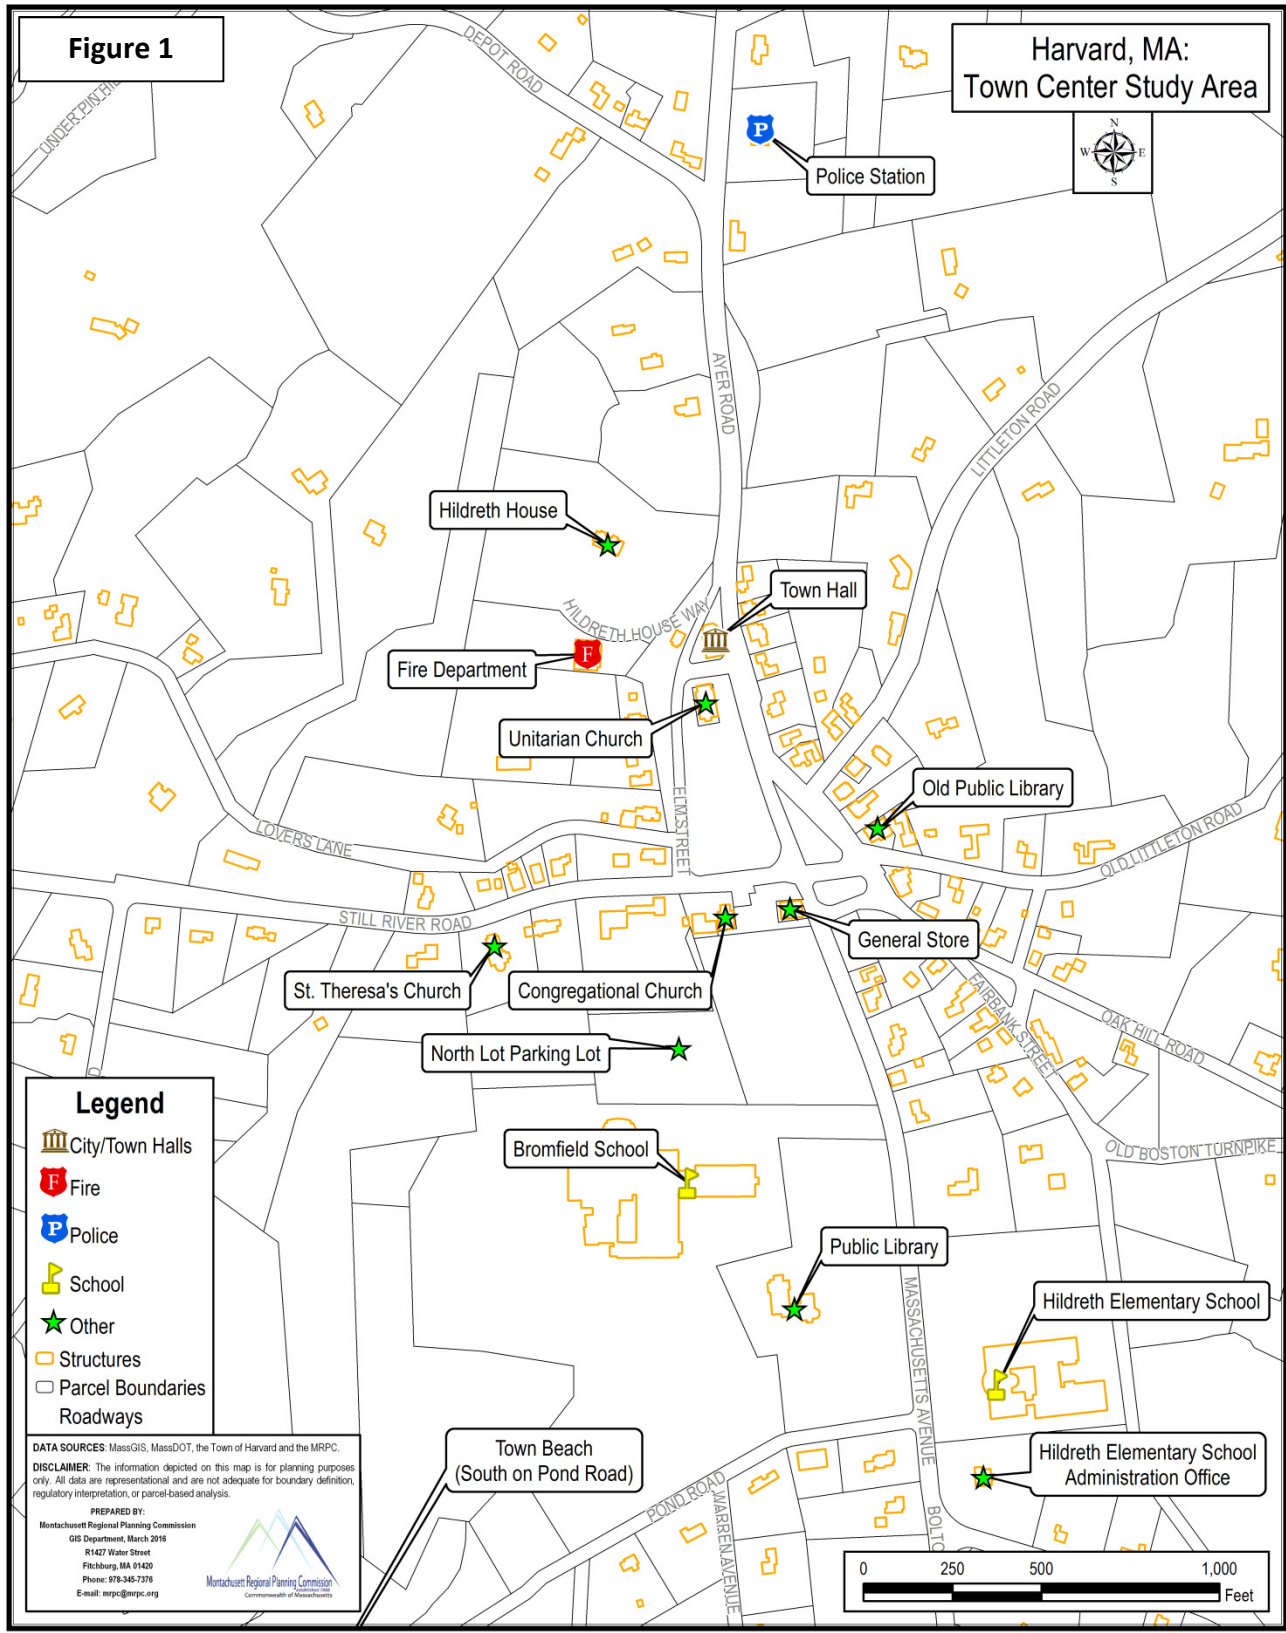 Figure 1
Harvard, MA:
Town Center Study Area
N
W E
S
DEPOT ROAD
Police Station
AYER ROAD
LITTLETON ROAD
Hildreth House
Town Hall
HILDRETH HOUSE WAY
Fire Department
Unitarian Church
Old Public Library
ELM STREET
LOVERS LANE
OLD LITTLETON ROAD
STILL RIVER ROAD
General Store
St. Theresa's Church
Congregational Church
FAIRBANK STREET
OAK HILL ROAD
North Lot Parking Lot
Bromfield School
OLD BOSTON TURNPIKE
Public Library
MASSACHUSETTS AVENUE
Hildreth Elementary School
Town Beach
(South on Pond Road)
Hildreth Elementary School
Administration Office
POND ROAD
WARREN AVENUE
Legend
City/Town Halls
F Fire
P Police
School
Other
Structures
Parcel Boundaries
Roadways
DATA SOURCES: MassGIS, MassDOT, the Town of Harvard and the MRPC.
DISCLAIMER: The information depicted on this map is for planning purposes
only. All data are representational and are not adequate for boundary definition,
regulatory interpretation, or parcel-based analysis.
PREPARED BY:
Montachusett Regional Planning Commission
GIS Department, March 2016
R1427 Water Street
Fitchburg, MA 01420
Phone: 978-345-7376
E-mail: mrpc@mrpc.org
Montachusett Regional Planning Commission
Commonwealth of Massachusetts
0 250 500 1,000
Feet